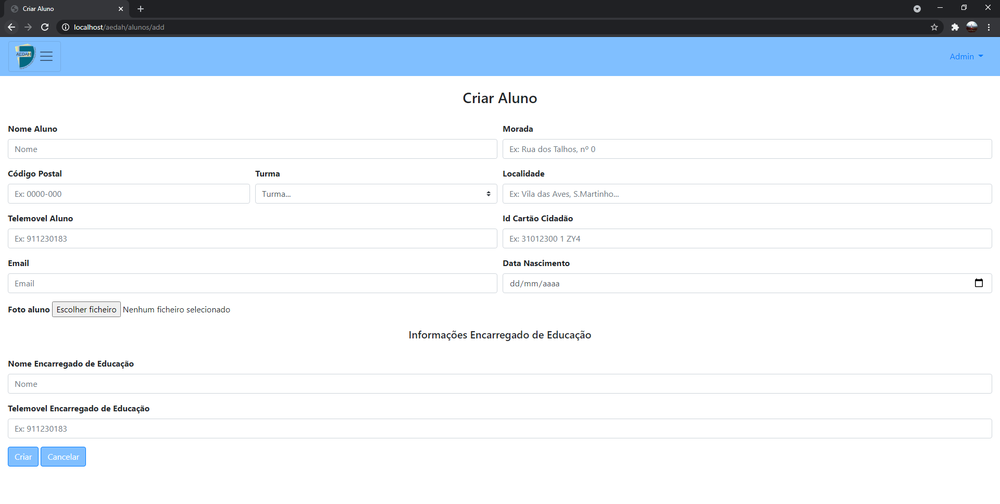 Criar Aluno
localhost/aedah/alunos/add
AEDAH
Admin
Criar Aluno
Nome Aluno
Morada
Nome
Ex: Rua dos Talhos, nº 0
Código Postal
Turma
Localidade
Ex: 0000-000
Turma...
Ex: Vila das Aves, S.Martinho...
Telemovel Aluno
Id Cartão Cidadão
Ex: 911230183
Ex: 31012300 1 ZY4
Email
Data Nascimento
Email
dd/mm/aaaa
Foto aluno Escolher ficheiro Nenhum ficheiro selecionado
Informações Encarregado de Educação
Nome Encarregado de Educação
Nome
Telemovel Encarregado de Educação
Ex: 911230183
Criar Cancelar